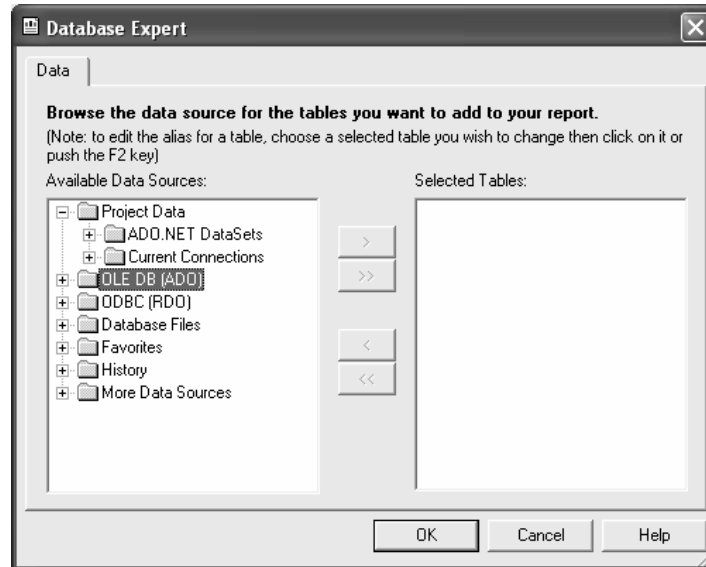 Database Expert
Data
Browse the data source for the tables you want to add to your report.
(Note: to edit the alias for a table, choose a selected table you wish to change then click on it or
push the F2 key)
Available Data Sources:
Selected Tables:
Project Data
ADO.NET DataSets
Current Connections
OLE DB (ADO)
ODBC (RDO)
Database Files
Favorites
History
More Data Sources
>
>>
<
<<
OK
Cancel
Help